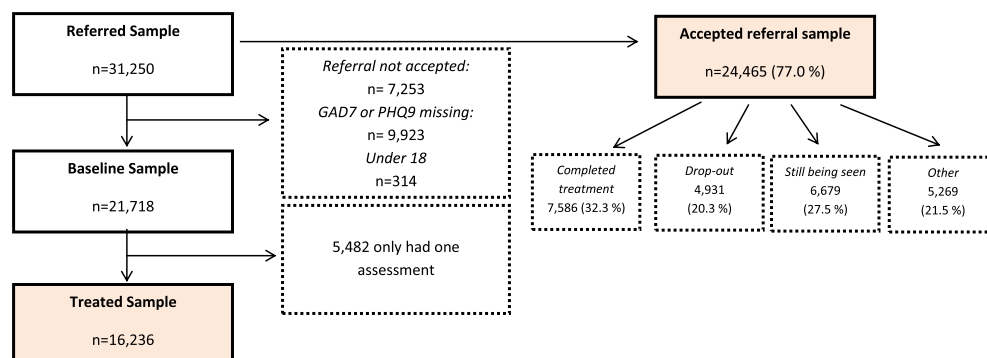 Referred Sample
n=31,250
Referral not accepted:
n= 7,253
GAD7 or PHQ9 missing:
n= 9,923
Under 18
n=314
Baseline Sample
n=21,718
5,482 only had one
assessment
Treated Sample
n=16,236
Accepted referral sample
n=24,465 (77.0 %)
Completed
treatment
7,586 (32.3 %)
Drop-out
4,931
(20.3 %)
Still being seen
6,679
(27.5 %)
Other
5,269
(21.5 %)